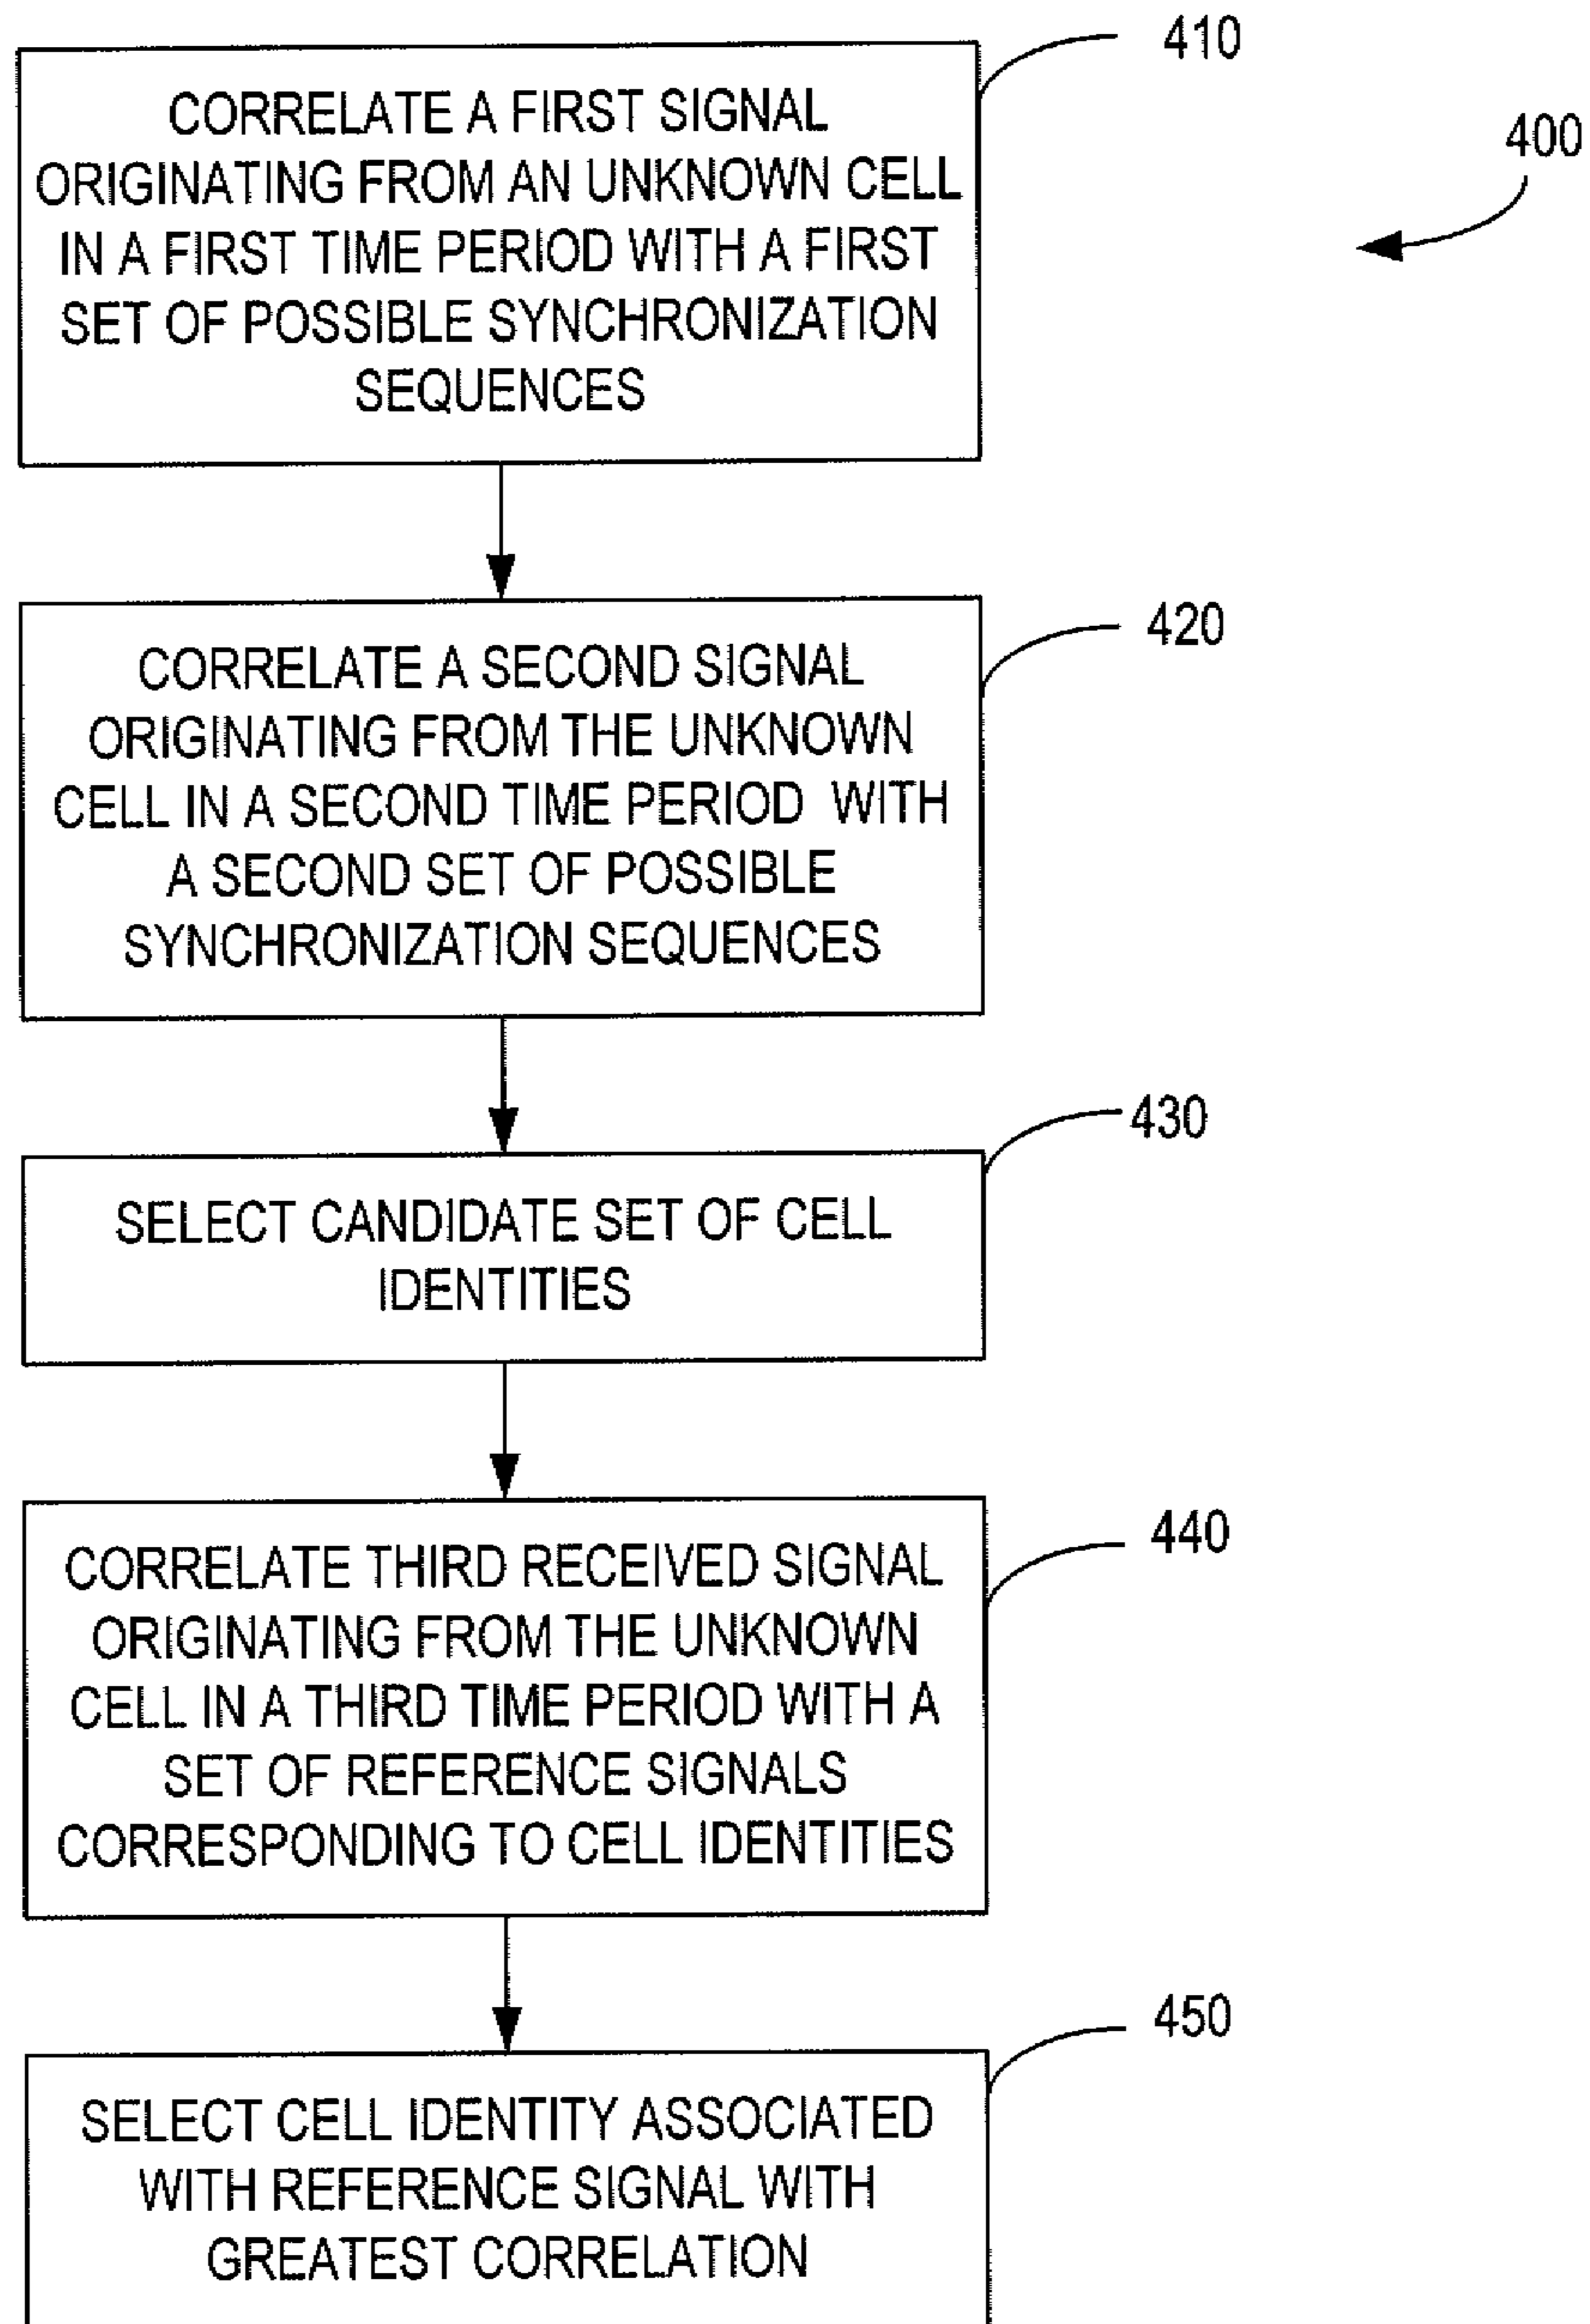 410
400
CORRELATE A FIRST SIGNAL
ORIGINATING FROM AN UNKNOWN CELL
IN A FIRST TIME PERIOD WITH A FIRST
SET OF POSSIBLE SYNCHRONIZATION
SEQUENCES
420
CORRELATE A SECOND SIGNAL
ORIGINATING FROM THE UNKNOWN
CELL IN A SECOND TIME PERIOD WITH
A SECOND SET OF POSSIBLE
SYNCHRONIZATION SEQUENCES
430
SELECT CANDIDATE SET OF CELL
IDENTITIES
440
CORRELATE THIRD RECEIVED SIGNAL
ORIGINATING FROM THE UNKNOWN
CELL IN A THIRD TIME PERIOD WITH A
SET OF REFERENCE SIGNALS
CORRESPONDING TO CELL IDENTITIES
450
SELECT CELL IDENTITY ASSOCIATED
WITH REFERENCE SIGNAL WITH
GREATEST CORRELATION